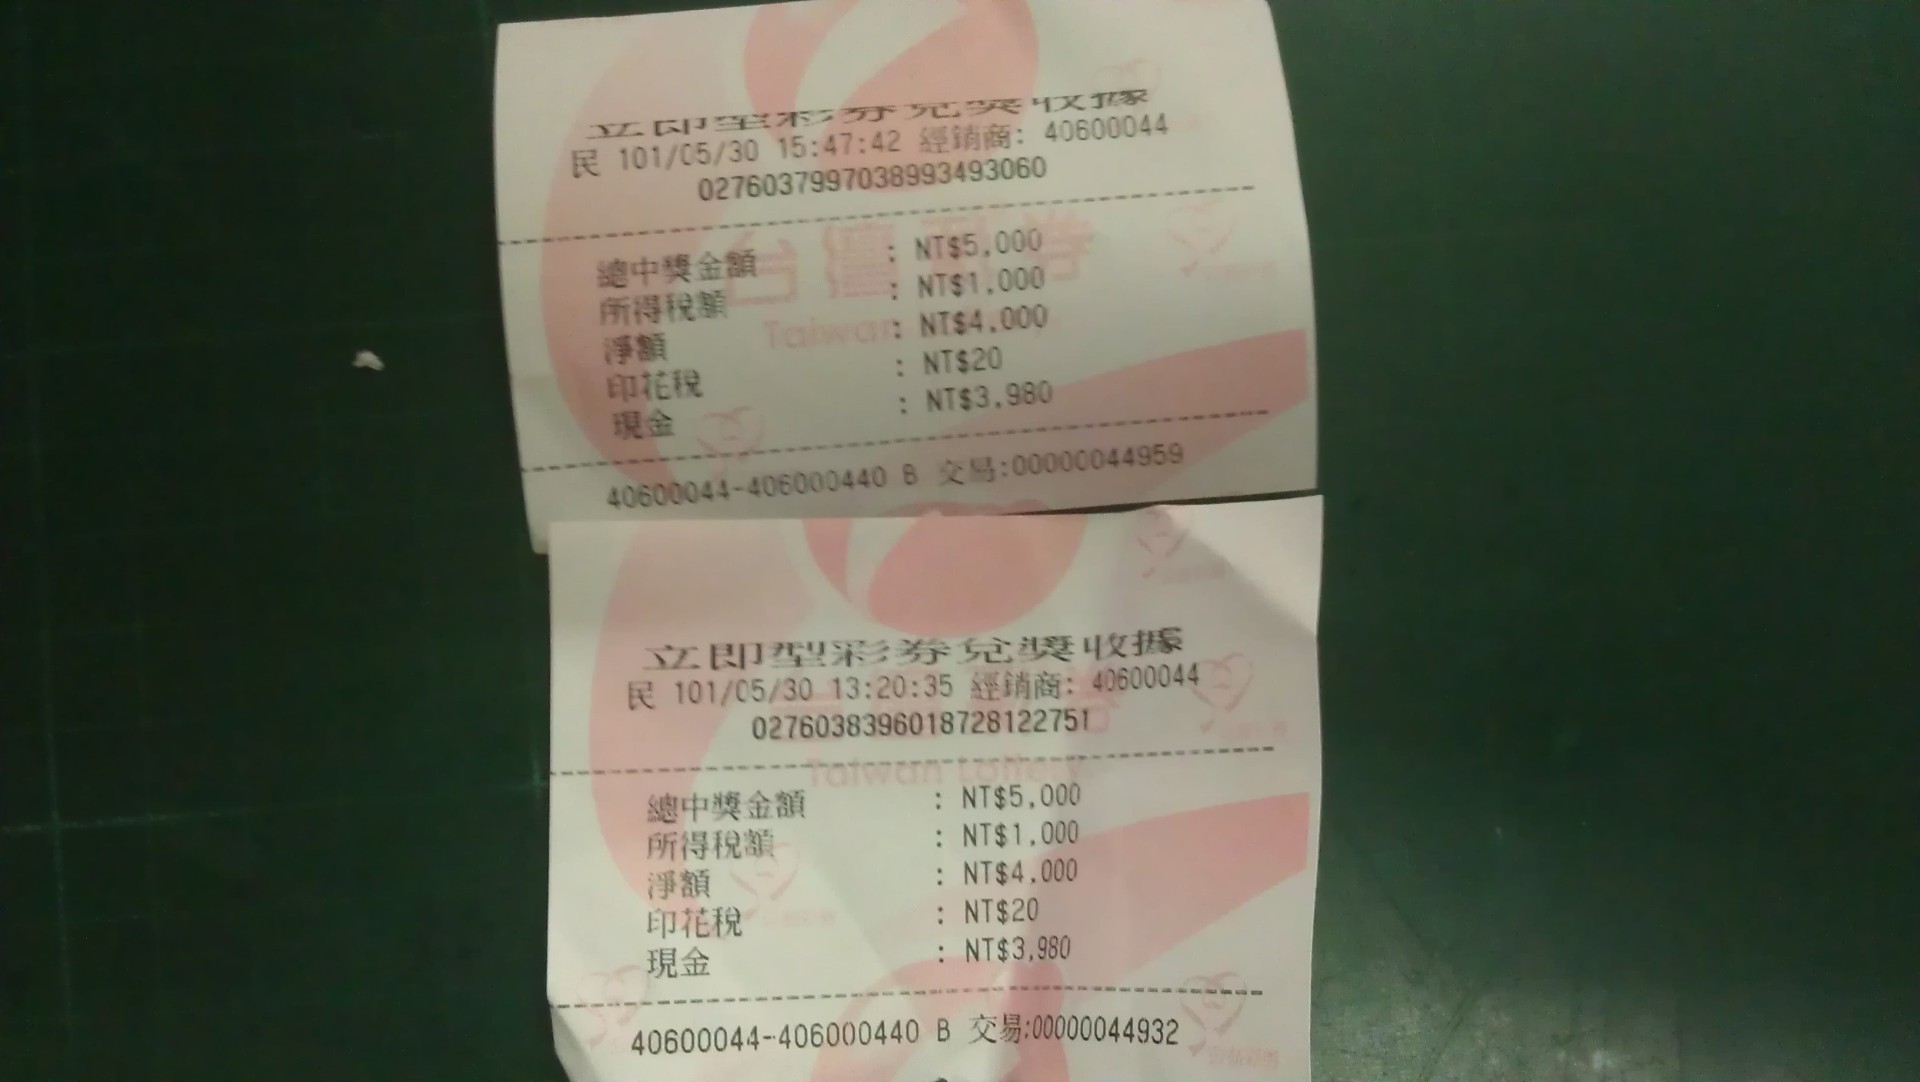 立即型彩券兌獎收據
民 101/05/30 15:47:42 經銷商: 40600044
0276037997038993493060
總中獎金額 : NT$5,000
所得稅額 : NT$1,000
淨額 : NT$4,000
印花稅 : NT$20
現金 : NT$3,980
40600044-406000440 B 交易:00000044959
立即型彩券兌獎收據
民 101/05/30 13:20:35 經銷商: 40600044
0276038396018728122751
Taiwan Lottery
總中獎金額 : NT$5,000
所得稅額 : NT$1,000
淨額 : NT$4,000
印花稅 : NT$20
現金 : NT$3,980
40600044-406000440 B 交易:00000044932